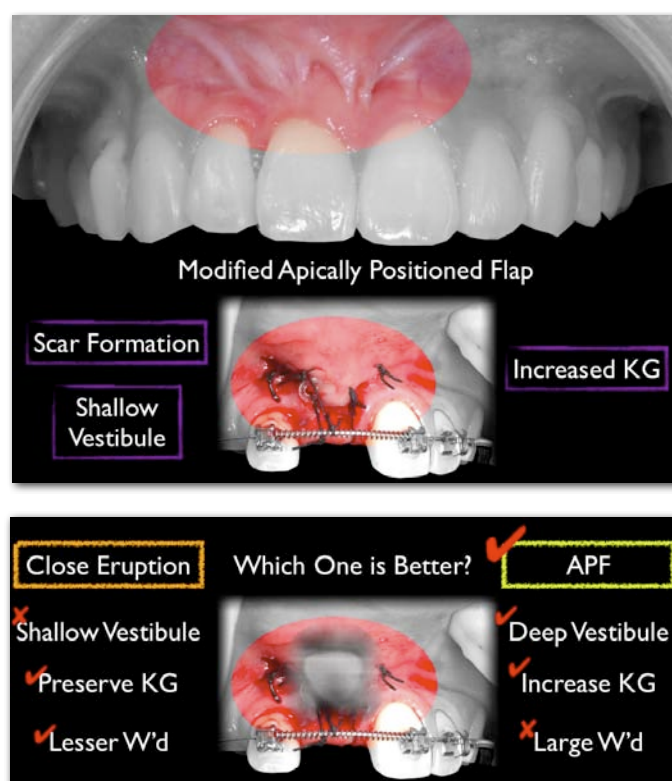 Modified Apically Positioned Flap
Scar Formation
Increased KG
Shallow
Vestibule
Close Eruption
Which One is Better?
APF
Shallow Vestibule
Deep Vestibule
Preserve KG
Increase KG
Lesser W'd
Large W'd